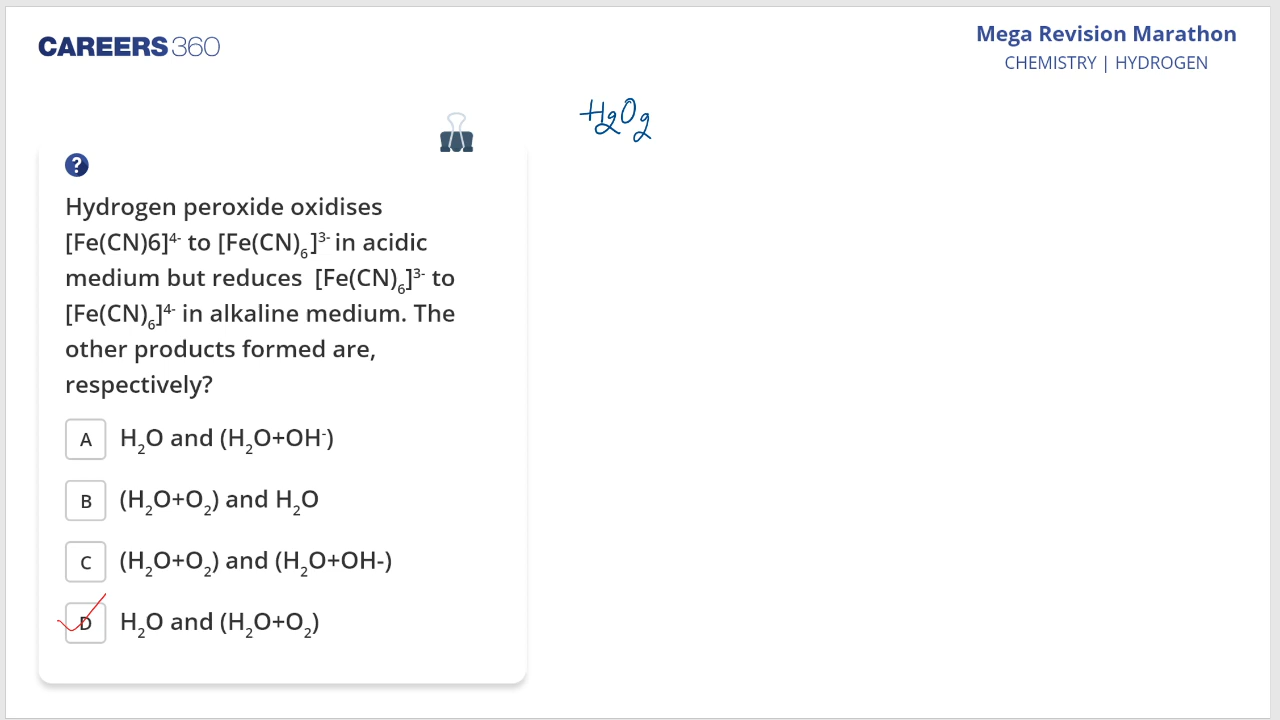 CAREERS360
Mega Revision Marathon
CHEMISTRY | HYDROGEN
H₂O₂
?
Hydrogen peroxide oxidises
[Fe(CN)6]⁴⁻ to [Fe(CN)₆]³⁻ in acidic
medium but reduces [Fe(CN)₆]³⁻ to
[Fe(CN)₆]⁴⁻ in alkaline medium. The
other products formed are,
respectively?
A H₂O and (H₂O+OH⁻)
B (H₂O+O₂) and H₂O
C (H₂O+O₂) and (H₂O+OH-)
D H₂O and (H₂O+O₂)